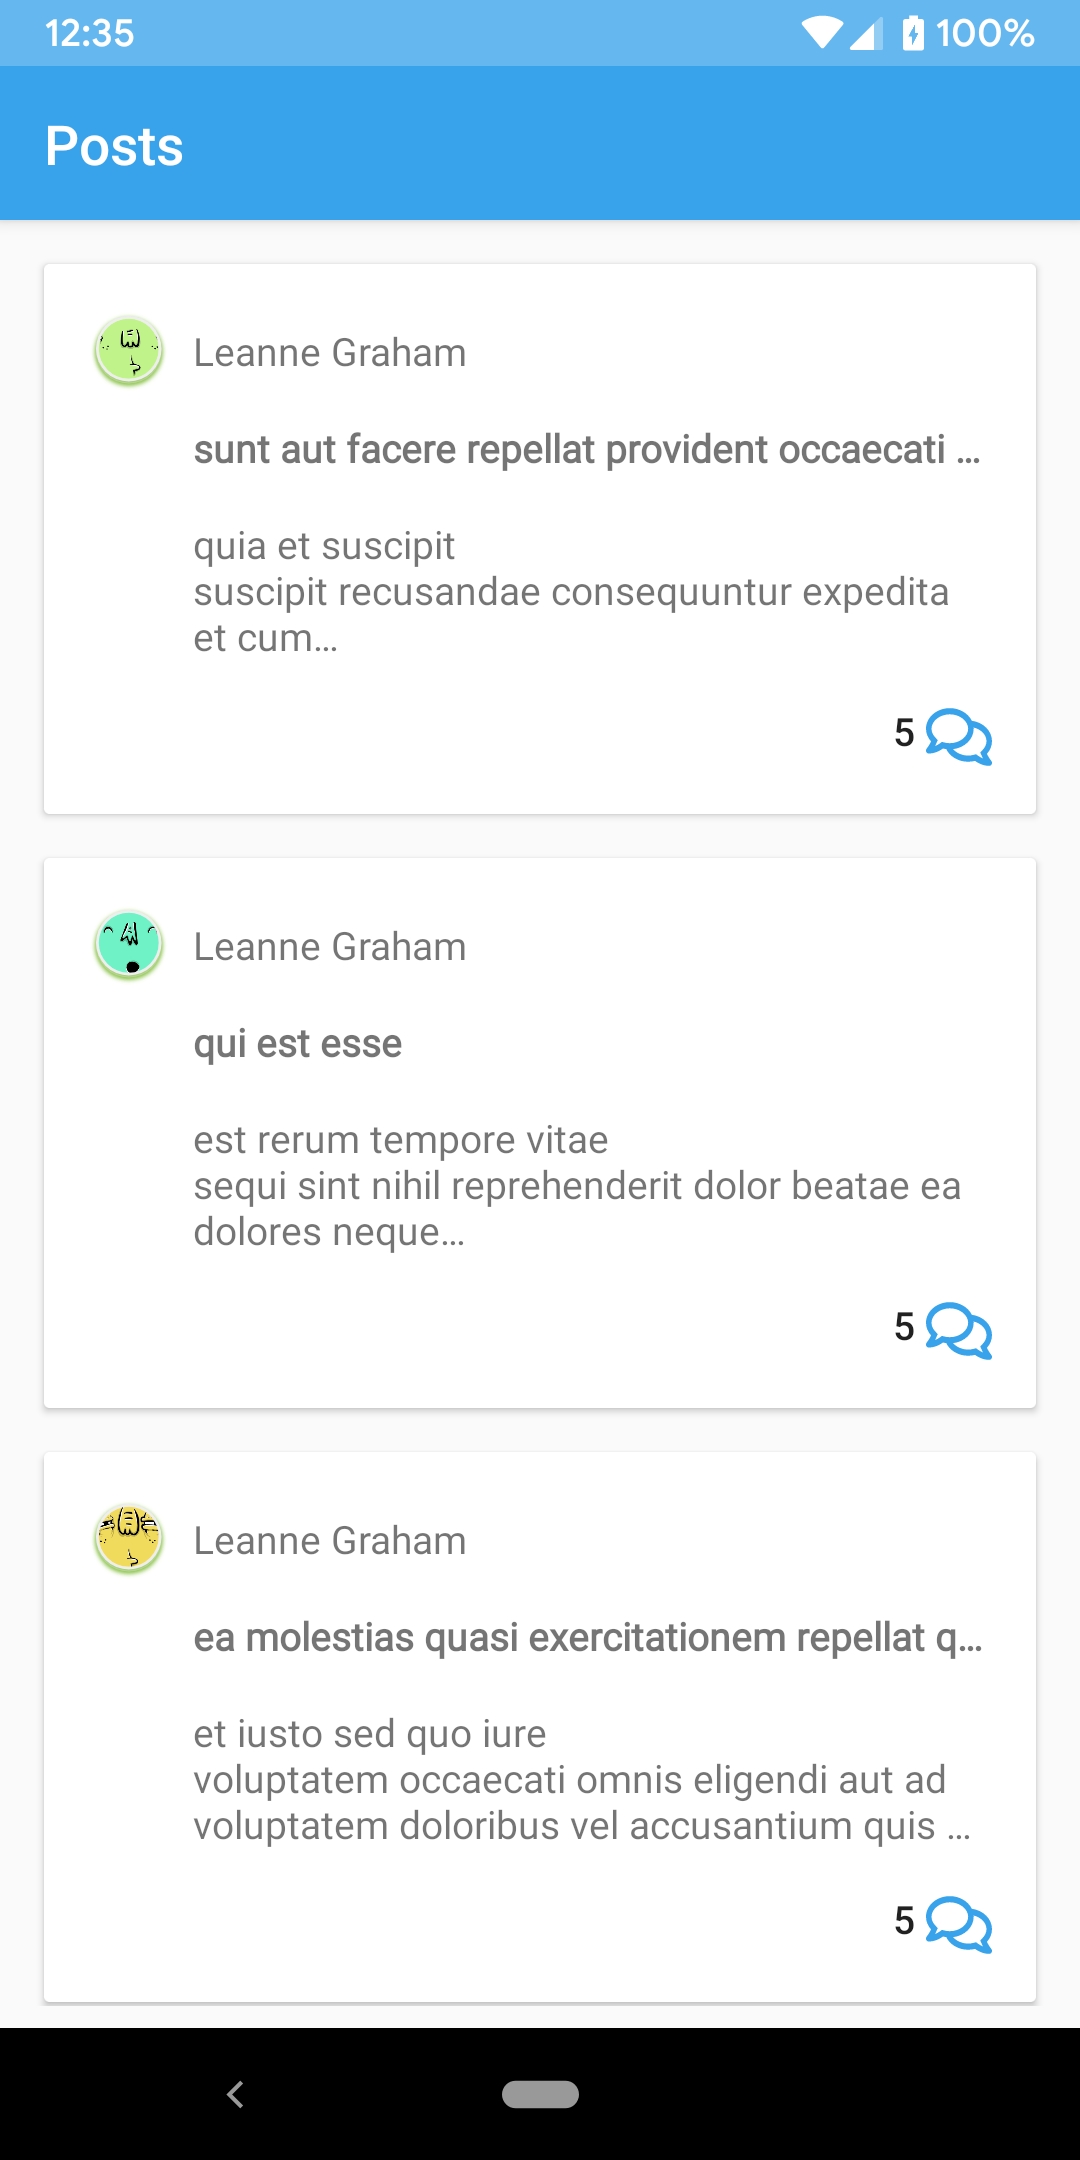 12:35 100%
Posts
Leanne Graham
sunt aut facere repellat provident occaecati ...
quia et suscipit
suscipit recusandae consequuntur expedita
et cum...
5
Leanne Graham
qui est esse
est rerum tempore vitae
sequi sint nihil reprehenderit dolor beatae ea
dolores neque...
5
Leanne Graham
ea molestias quasi exercitationem repellat q...
et iusto sed quo iure
voluptatem occaecati omnis eligendi aut ad
voluptatem doloribus vel accusantium quis ...
5